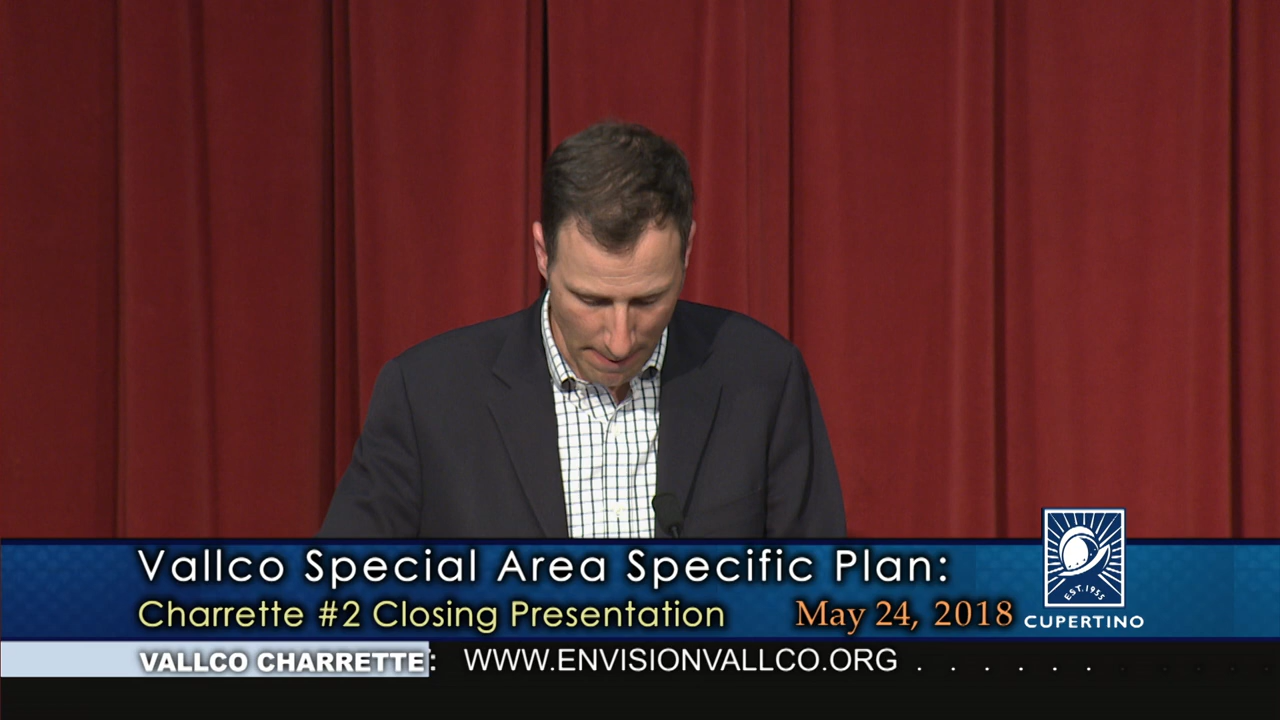 Vallco Special Area Specific Plan:
Charrette #2 Closing Presentation May 24, 2018
EST. 1955
CUPERTINO
VALLCO CHARRETTE: WWW.ENVISIONVALLCO.ORG . . . . . .